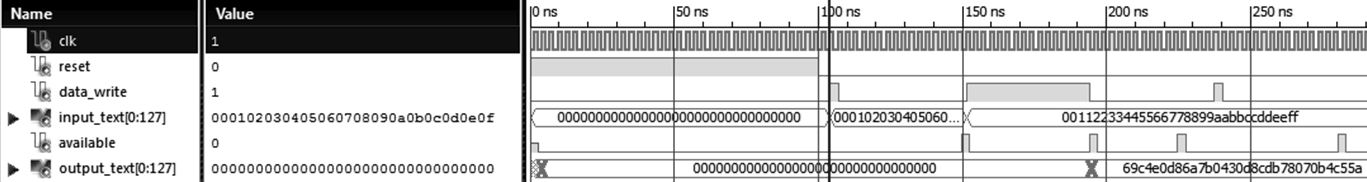 Name Value 0 ns 50 ns 100 ns 150 ns 200 ns 250 ns
clk 1
reset 0
data_write 1
input_text[0:127] 000102030405060708090a0b0c0d0e0f 00000000000000000000000000000000 000102030405060... 00112233445566778899aabbccddeeff
available 0
output_text[0:127] 00000000000000000000000000000000 00000000000000000000000000000000 69c4e0d86a7b0430d8cdb78070b4c55a